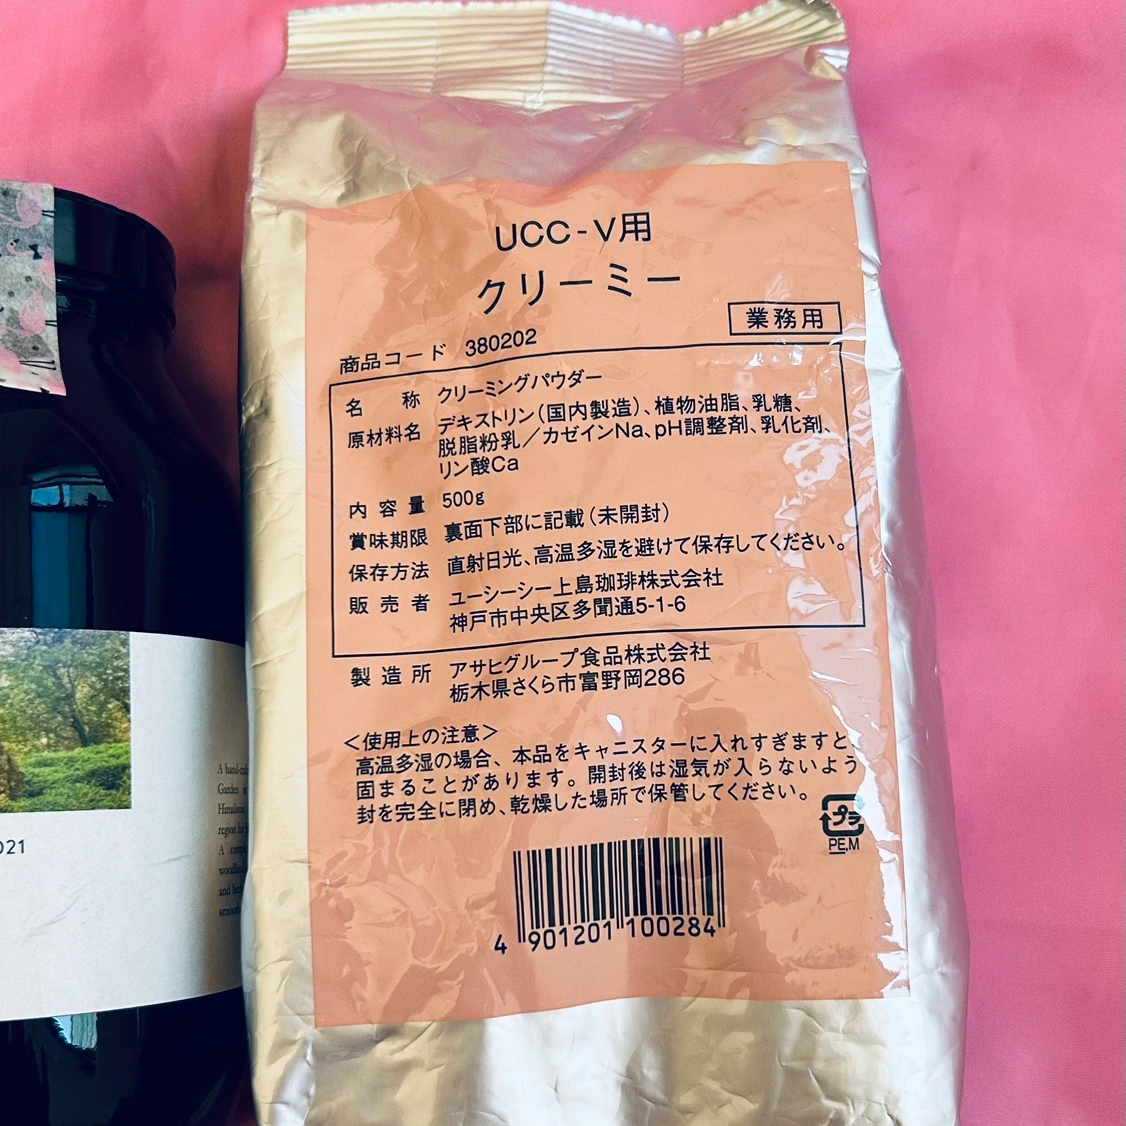 UCC-V用
クリーミー
業務用
商品コード 380202
名称 クリーミングパウダー
原材料名 デキストリン(国内製造)、植物油脂、乳糖、
脱脂粉乳／カゼインNa、pH調整剤、乳化剤、
リン酸Ca
内容量 500g
賞味期限 裏面下部に記載(未開封)
保存方法 直射日光、高温多湿を避けて保存してください。
販売者 ユーシーシー上島珈琲株式会社
神戸市中央区多聞通5-1-6
製造所 アサヒグループ食品株式会社
栃木県さくら市富野岡286
＜使用上の注意＞
高温多湿の場合、本品をキャニスターに入れすぎますと、
固まることがあります。開封後は湿気が入らないよう
封を完全に閉め、乾燥した場所で保管してください。
プラ
PE,M
4 901201 100284
021
A hand-
Garden
Himalay
region
A comp
woodlan
and
smooth